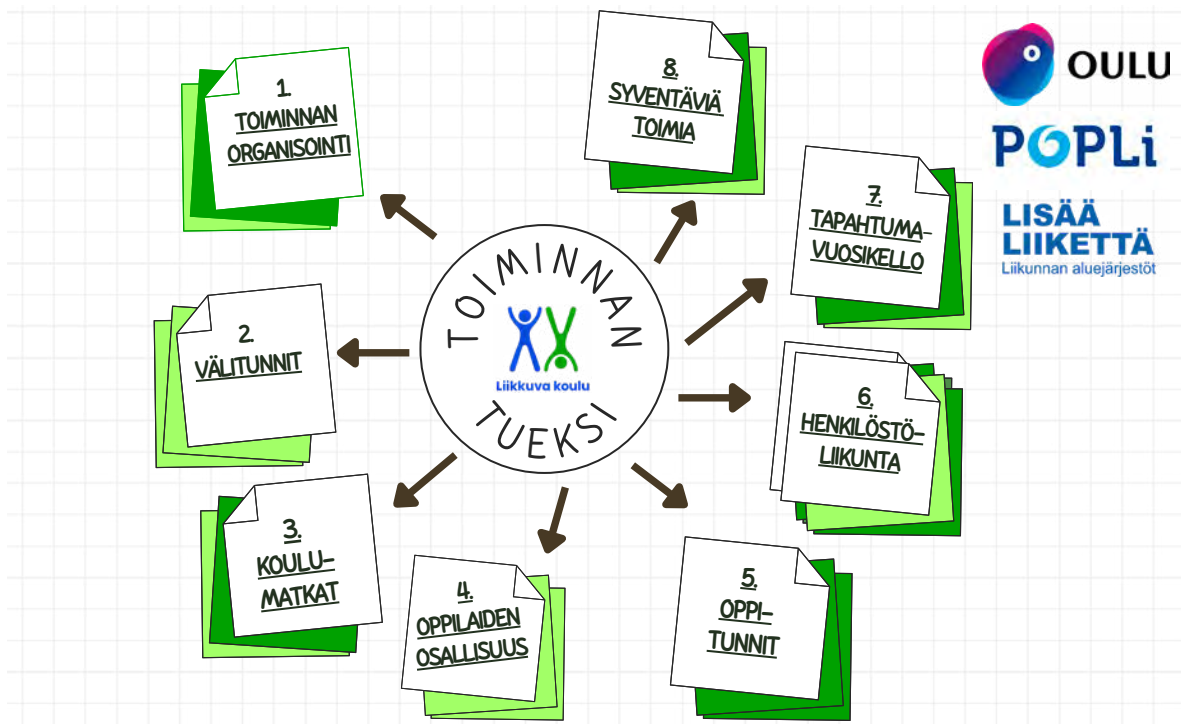 1.
TOIMINNAN
ORGANISOINTI
2.
VÄLITUNNIT
3.
KOULU-
MATKAT
4.
OPPILAIDEN
OSALLISUUS
5.
OPPI-
TUNNIT
6.
HENKILÖSTÖ-
LIIKUNTA
7.
TAPAHTUMA-
VUOSIKELLO
8.
SYVENTÄVIÄ
TOIMIA
TOIMINNAN
Liikkuva koulu
TUEKSI
OULU
POPLi
LISÄÄ
LIIKETTÄ
Liikunnan aluejärjestöt